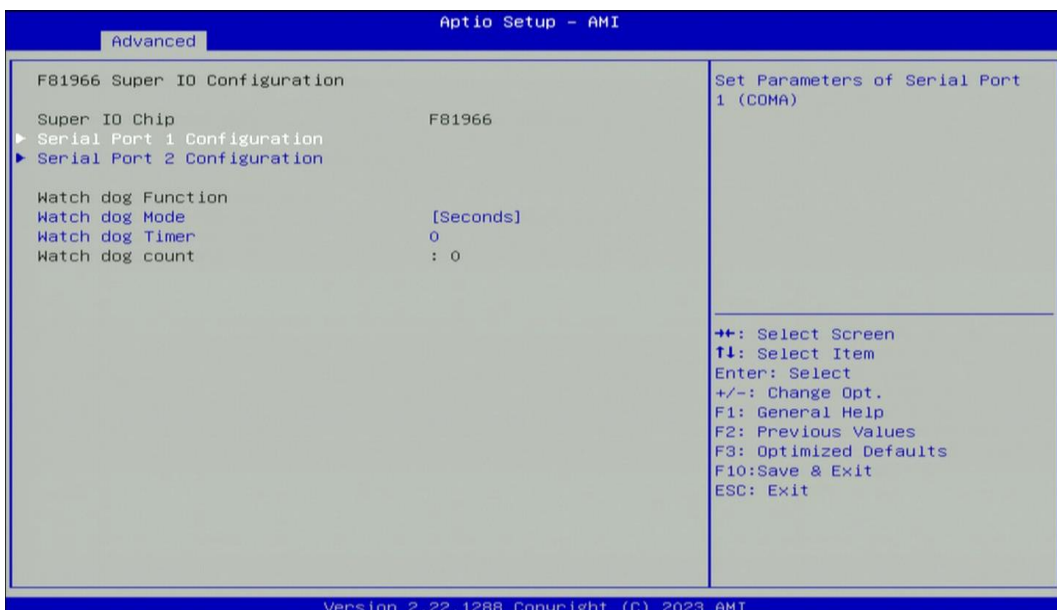 Aptio Setup - AMI
Advanced
F81966 Super IO Configuration
Super IO Chip F81966
▶ Serial Port 1 Configuration
▶ Serial Port 2 Configuration
Watch dog Function
Watch dog Mode [Seconds]
Watch dog Timer 0
Watch dog count : 0
Set Parameters of Serial Port
1 (COMA)
→←: Select Screen
↑↓: Select Item
Enter: Select
+/-: Change Opt.
F1: General Help
F2: Previous Values
F3: Optimized Defaults
F10:Save & Exit
ESC: Exit
Version 2.22.1288 Copyright (C) 2023 AMI